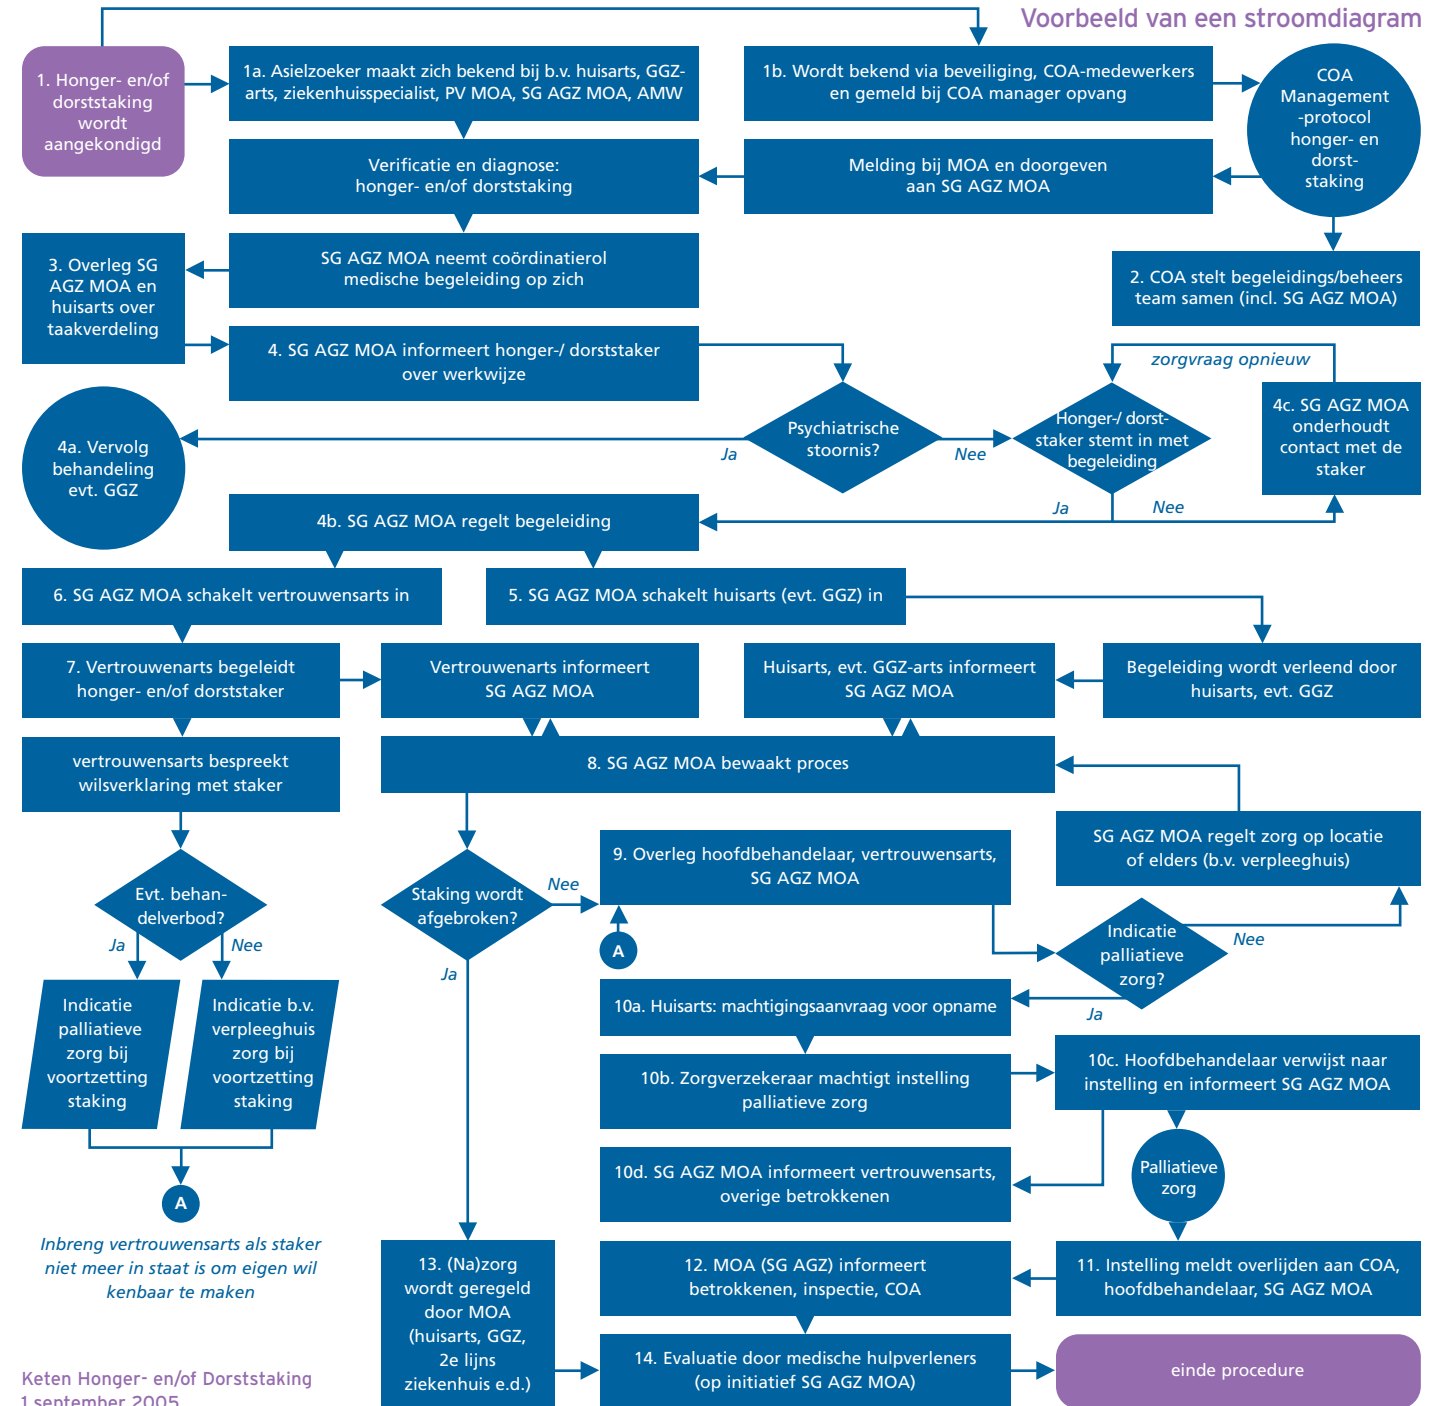 Voorbeeld van een stroomdiagram
1. Honger- en/of
dorststaking
wordt
aangekondigd
1a. Asielzoeker maakt zich bekend bij b.v. huisarts, GGZ-
arts, ziekenhuisspecialist, PV MOA, SG AGZ MOA, AMW
1b. Wordt bekend via beveiliging, COA-medewerkers
en gemeld bij COA manager opvang
COA
Management
-protocol
honger- en
dorst-
staking
Verificatie en diagnose:
honger- en/of dorststaking
Melding bij MOA en doorgeven
aan SG AGZ MOA
3. Overleg SG
AGZ MOA en
huisarts over
taakverdeling
SG AGZ MOA neemt coördinatierol
medische begeleiding op zich
2. COA stelt begeleidings/beheers
team samen (incl. SG AGZ MOA)
4. SG AGZ MOA informeert honger-/ dorststaker
over werkwijze
zorgvraag opnieuw
4a. Vervolg
behandeling
evt. GGZ
Ja
Psychiatrische
stoornis?
Nee
Honger-/ dorst-
staker stemt in met
begeleiding
4c. SG AGZ MOA
onderhoudt
contact met de
staker
4b. SG AGZ MOA regelt begeleiding
Ja
Nee
6. SG AGZ MOA schakelt vertrouwensarts in
5. SG AGZ MOA schakelt huisarts (evt. GGZ) in
7. Vertrouwenarts begeleidt
honger- en/of dorststaker
Vertrouwenarts informeert
SG AGZ MOA
Huisarts, evt. GGZ-arts informeert
SG AGZ MOA
Begeleiding wordt verleend door
huisarts, evt. GGZ
vertrouwensarts bespreekt
wilsverklaring met staker
8. SG AGZ MOA bewaakt proces
SG AGZ MOA regelt zorg op locatie
of elders (b.v. verpleeghuis)
Evt. behan-
delverbod?
Ja
Nee
Staking wordt
afgebroken?
Nee
Ja
9. Overleg hoofdbehandelaar, vertrouwensarts,
SG AGZ MOA
A
Indicatie
palliatieve
zorg?
Nee
Ja
Indicatie
palliatieve
zorg bij
voortzetting
staking
Indicatie b.v.
verpleeghuis
zorg bij
voortzetting
staking
10a. Huisarts: machtigingsaanvraag voor opname
10b. Zorgverzekeraar machtigt instelling
palliatieve zorg
10c. Hoofdbehandelaar verwijst naar
instelling en informeert SG AGZ MOA
10d. SG AGZ MOA informeert vertrouwensarts,
overige betrokkenen
Palliatieve
zorg
A
Inbreng vertrouwensarts als staker
niet meer in staat is om eigen wil
kenbaar te maken
13. (Na)zorg
wordt geregeld
door MOA
(huisarts, GGZ,
2e lijns
ziekenhuis e.d.)
12. MOA (SG AGZ) informeert
betrokkenen, inspectie, COA
11. Instelling meldt overlijden aan COA,
hoofdbehandelaar, SG AGZ MOA
14. Evaluatie door medische hulpverleners
(op initiatief SG AGZ MOA)
einde procedure
Keten Honger- en/of Dorststaking
1 september 2005